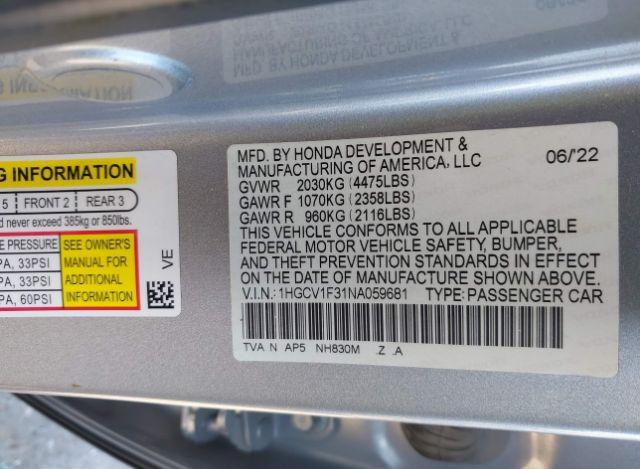 G INFORMATION
5 FRONT 2 REAR 3
d never exceed 385kg or 850lbs.
E PRESSURE
PA, 33PSI
PA, 33PSI
PA, 60PSI
SEE OWNER'S
MANUAL FOR
ADDITIONAL
INFORMATION
VE
MFD. BY HONDA DEVELOPMENT &
MANUFACTURING OF AMERICA, LLC 06/'22
GVWR 2030KG (4475LBS)
GAWR F 1070KG (2358LBS)
GAWR R 960KG (2116LBS)
THIS VEHICLE CONFORMS TO ALL APPLICABLE
FEDERAL MOTOR VEHICLE SAFETY, BUMPER,
AND THEFT PREVENTION STANDARDS IN EFFECT
ON THE DATE OF MANUFACTURE SHOWN ABOVE.
V.I.N.: 1HGCV1F31NA059681 TYPE: PASSENGER CAR
TVA N AP5 NH830M Z A